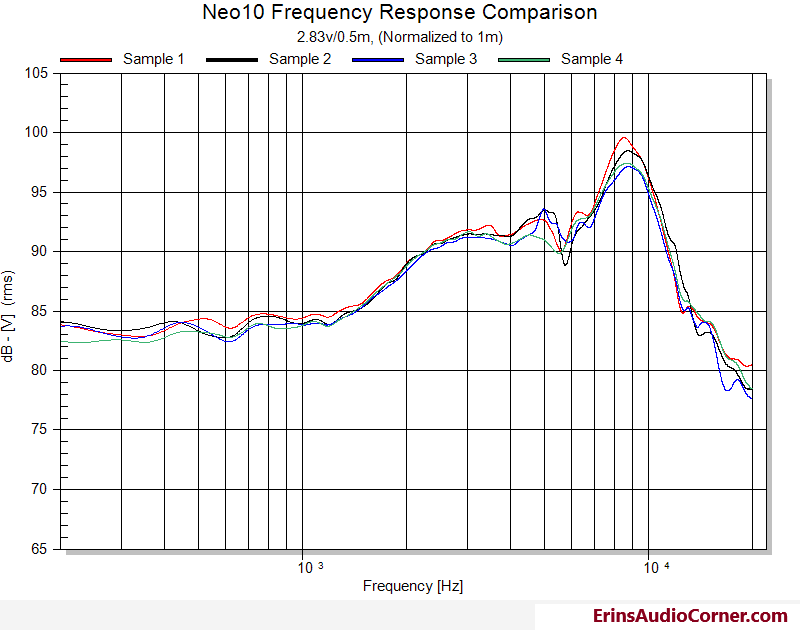 Neo10 Frequency Response Comparison
2.83v/0.5m, (Normalized to 1m)
Sample 1 Sample 2 Sample 3 Sample 4
105
100
95
90
85
80
75
70
65
dB - [V] (rms)
10 3 10 4
Frequency [Hz]
ErinsAudioCorner.com